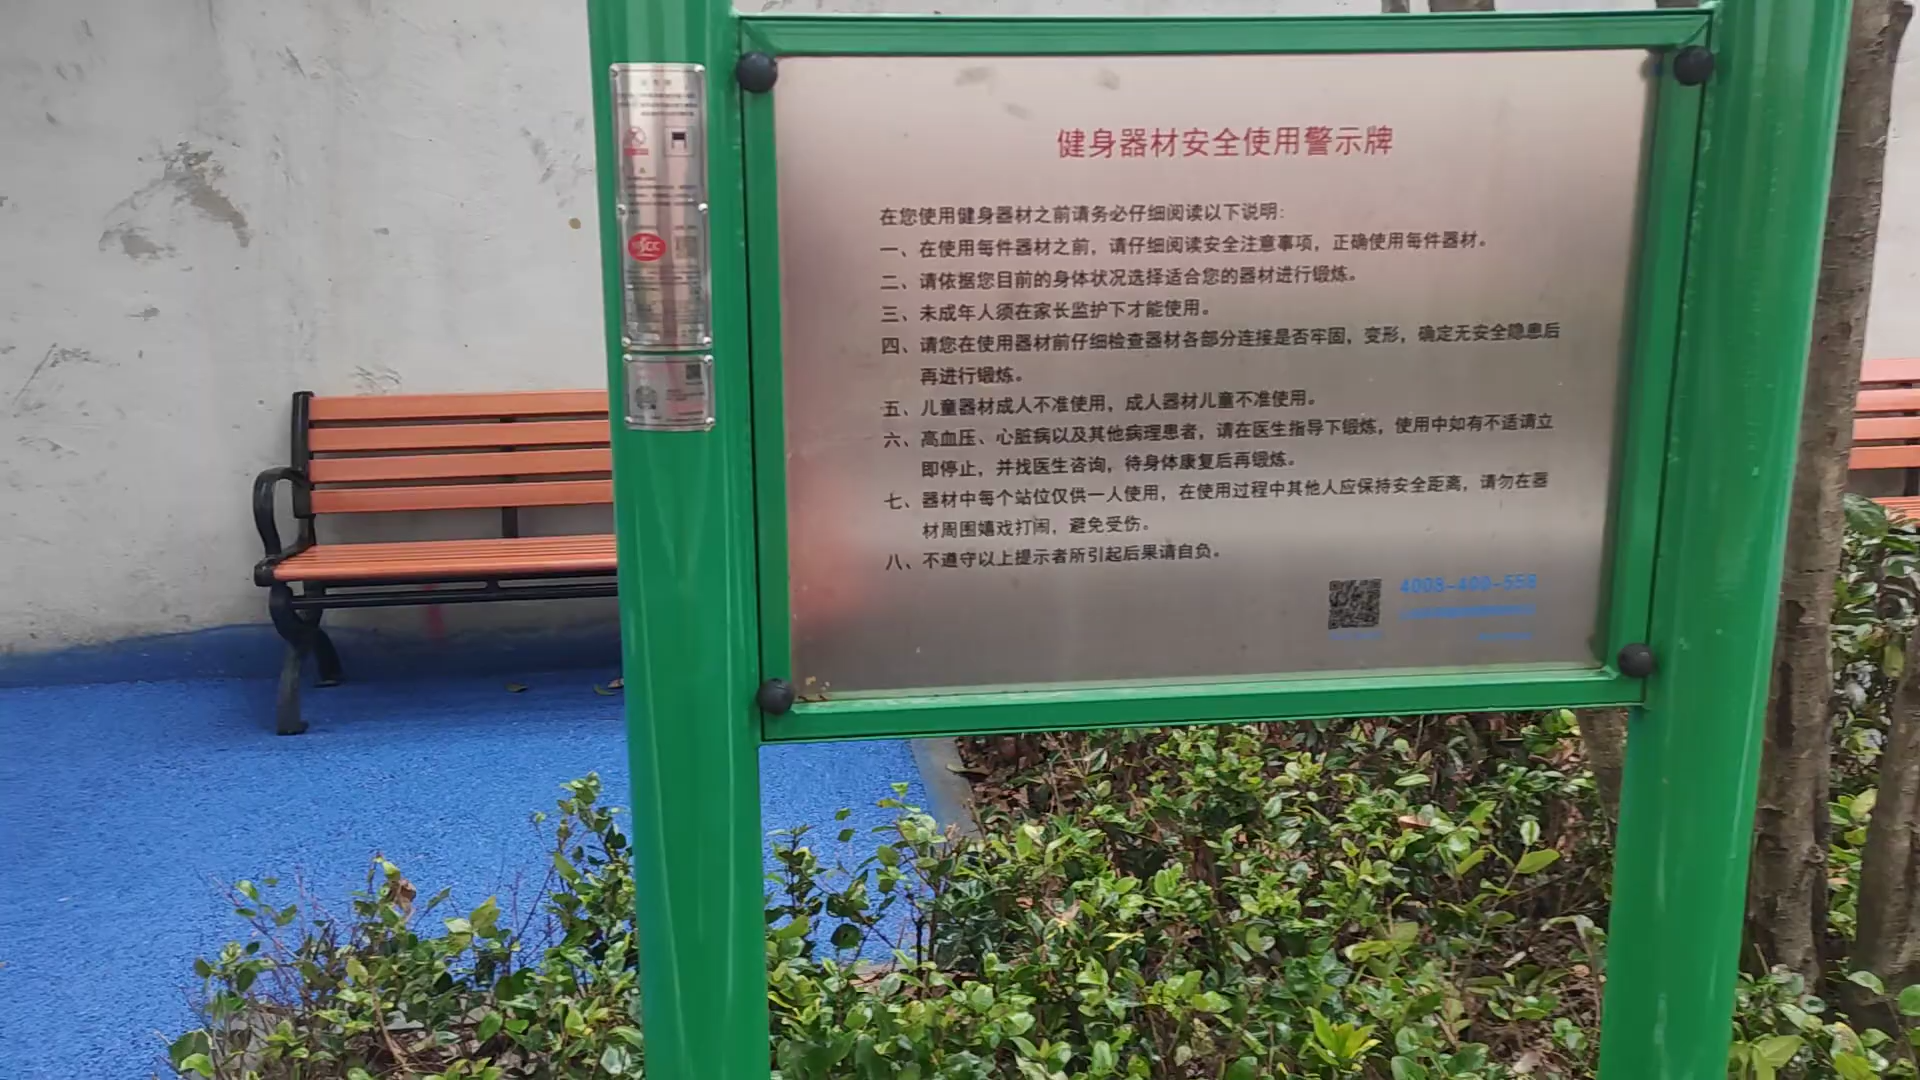 健身器材安全使用警示牌
在您使用健身器材之前请务必仔细阅读以下说明：
一、在使用每件器材之前，请仔细阅读安全注意事项，正确使用每件器材。
二、请依据您目前的身体状况选择适合您的器材进行锻炼。
三、未成年人须在家长监护下才能使用。
四、请您在使用器材前仔细检查器材各部分连接是否牢固，变形，确定无安全隐患后
再进行锻炼。
五、儿童器材成人不准使用，成人器材儿童不准使用。
六、高血压、心脏病以及其他病理患者，请在医生指导下锻炼，使用中如有不适请立
即停止，并找医生咨询，待身体康复后再锻炼。
七、器材中每个站位仅供一人使用，在使用过程中其他人应保持安全距离，请勿在器
材周围嬉戏打闹，避免受伤。
八、不遵守以上提示者所引起后果请自负。
4008-400-558